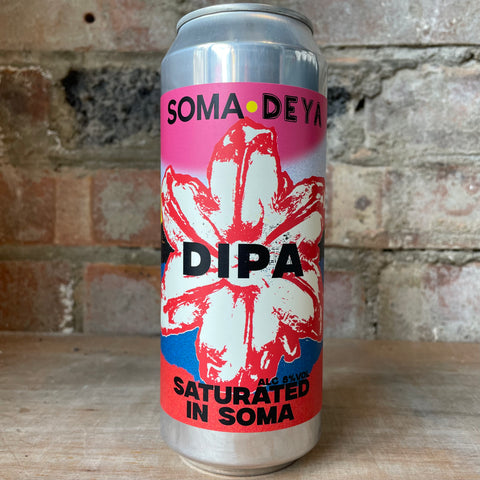 SOMA • DEYA
DIPA
ALC 8%VOL
SATURATED
IN SOMA